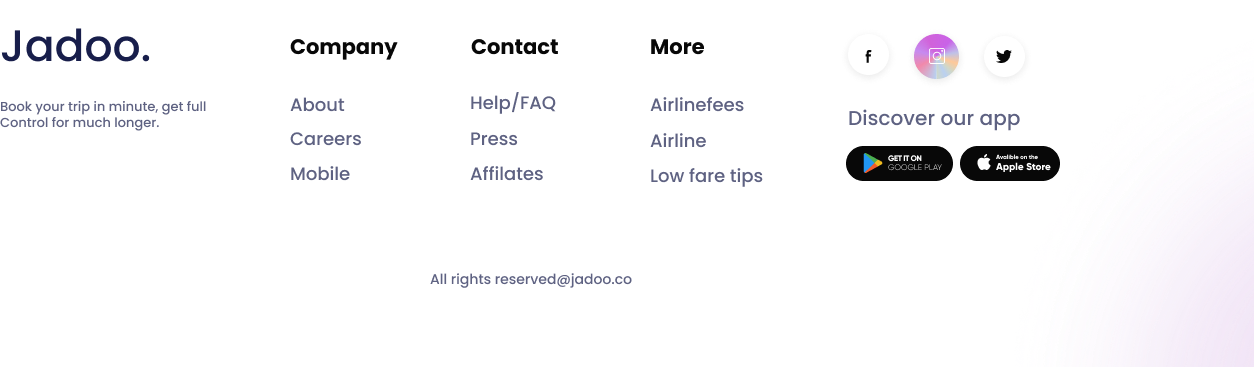 Jadoo.
Book your trip in minute, get full
Control for much longer.
Company
About
Careers
Mobile
Contact
Help/FAQ
Press
Affilates
More
Airlinefees
Airline
Low fare tips
f
Discover our app
GET IT ON
GOOGLE PLAY
Avalible on the
Apple Store
All rights reserved@jadoo.co